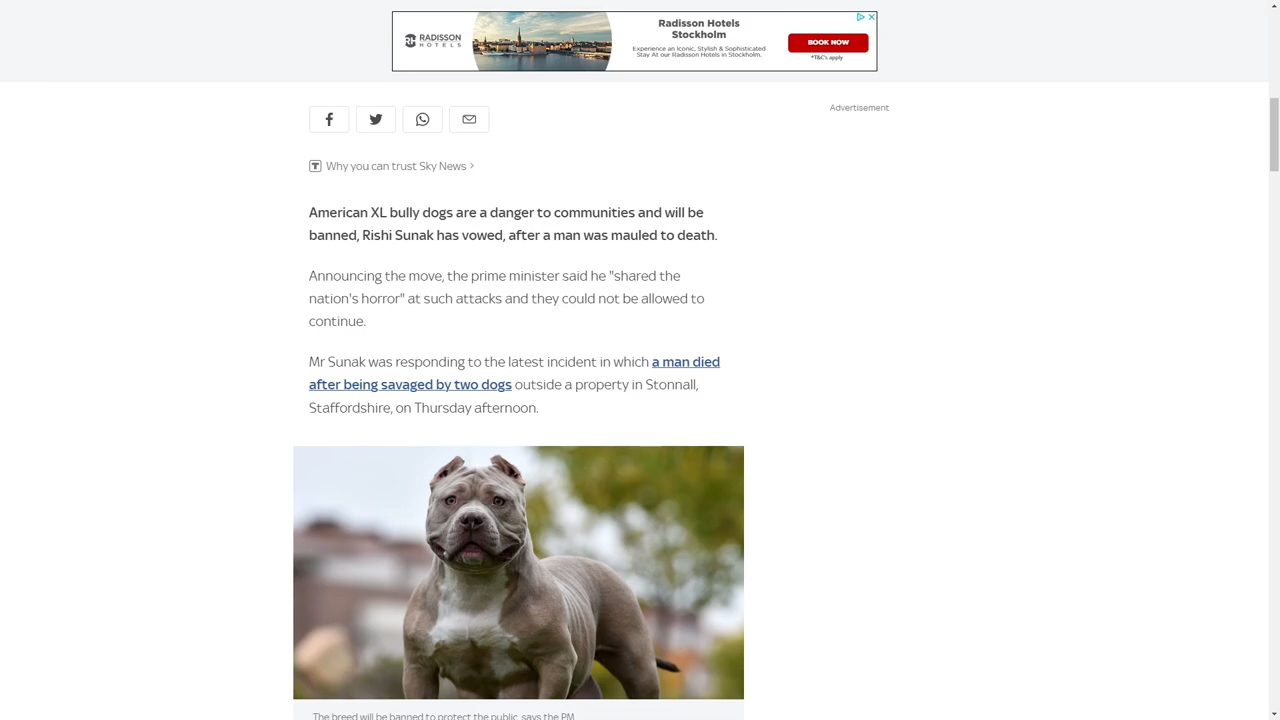 RADISSON
HOTELS
Radisson Hotels
Stockholm
Experience an Iconic, Stylish & Sophisticated
Stay At our Radisson Hotels in Stockholm.
BOOK NOW
*T&C's apply
Advertisement
Why you can trust Sky News >
American XL bully dogs are a danger to communities and will be
banned, Rishi Sunak has vowed, after a man was mauled to death.
Announcing the move, the prime minister said he "shared the
nation's horror" at such attacks and they could not be allowed to
continue.
Mr Sunak was responding to the latest incident in which a man died
after being savaged by two dogs outside a property in Stonnall,
Staffordshire, on Thursday afternoon.
The breed will be banned to protect the public, says the PM